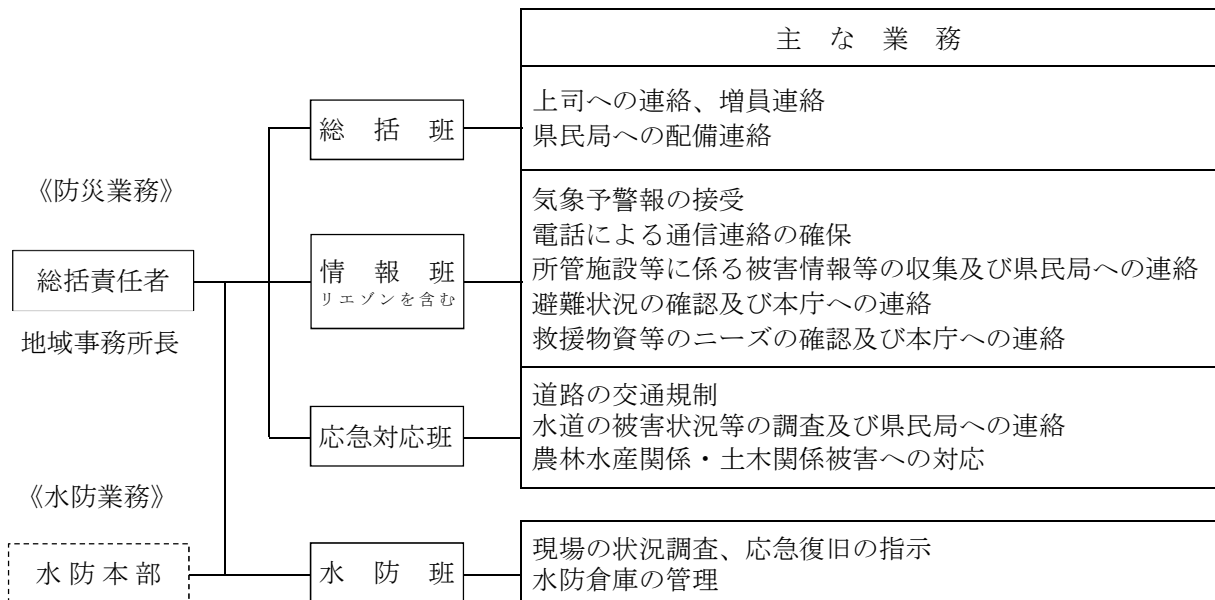 主な業務
総括班
上司への連絡、増員連絡
県民局への配備連絡
《防災業務》
総括責任者
地域事務所長
情報班
リエゾンを含む
気象予警報の接受
電話による通信連絡の確保
所管施設等に係る被害情報等の収集及び県民局への連絡
避難状況の確認及び本庁への連絡
救援物資等のニーズの確認及び本庁への連絡
応急対応班
道路の交通規制
水道の被害状況等の調査及び県民局への連絡
農林水産関係・土木関係被害への対応
《水防業務》
水防本部
水防班
現場の状況調査、応急復旧の指示
水防倉庫の管理